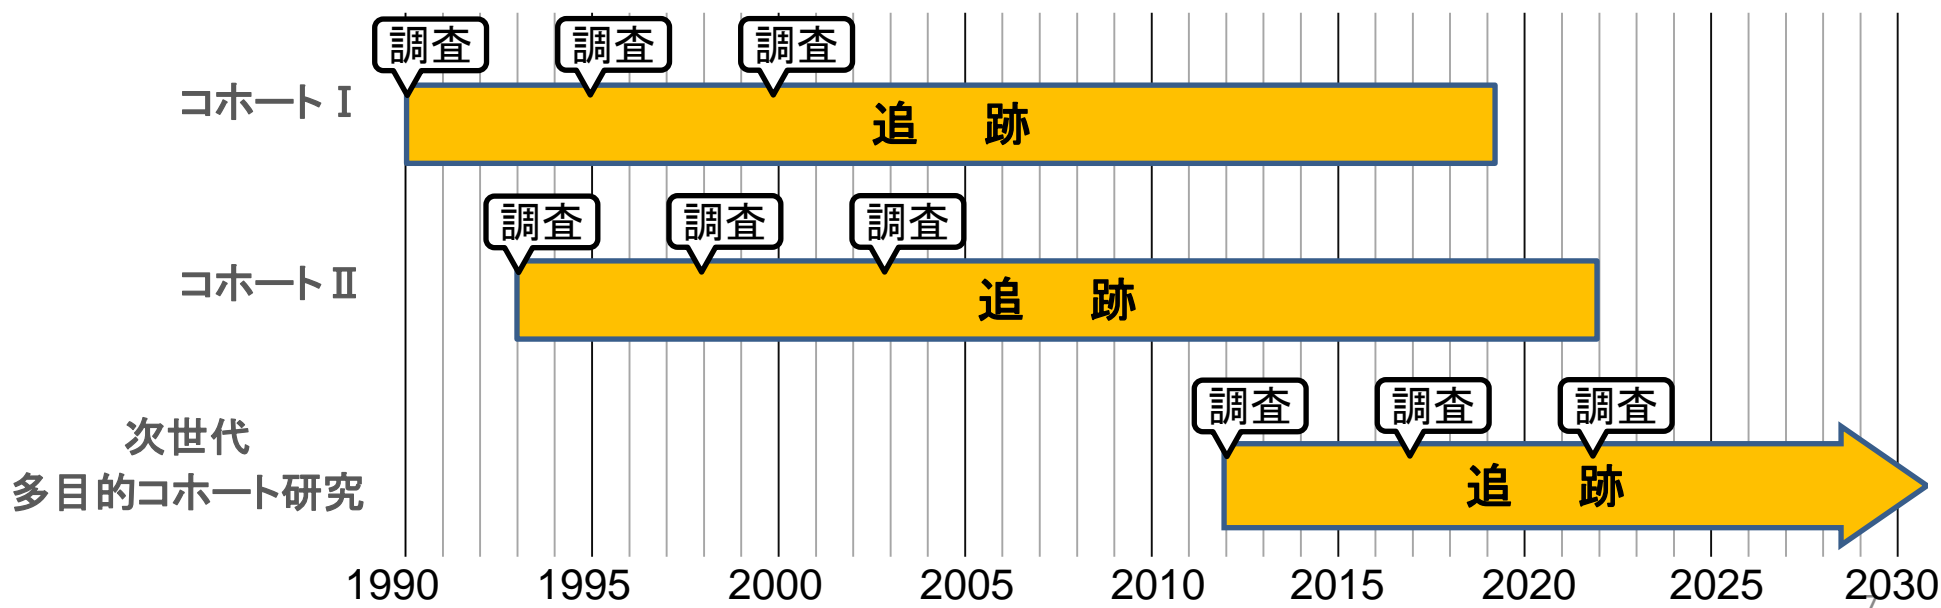 調査 調査 調査
コホートⅠ
追 跡
調査 調査 調査
コホートⅡ
追 跡
調査 調査 調査
次世代
多目的コホート研究
追 跡
1990 1995 2000 2005 2010 2015 2020 2025 2030
7